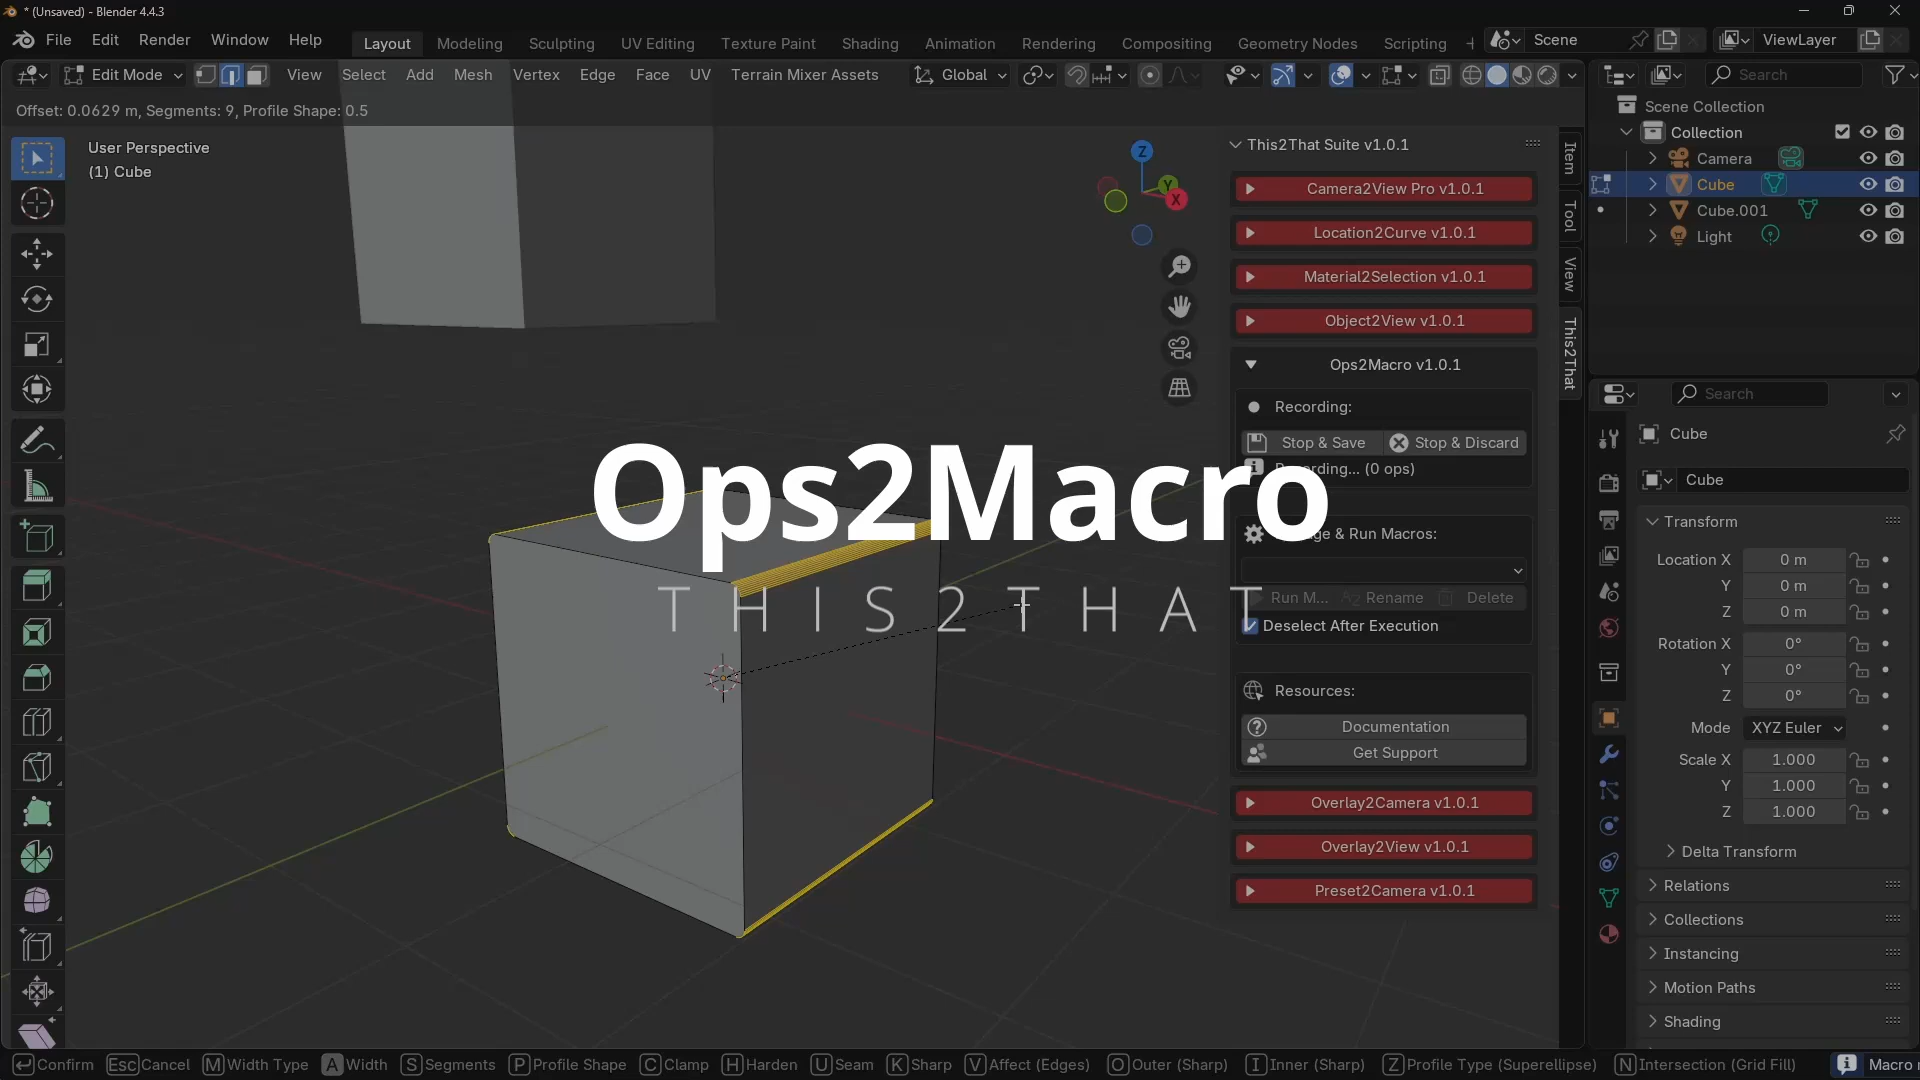 * (Unsaved) - Blender 4.4.3
File Edit Render Window Help
Layout Modeling Sculpting UV Editing Texture Paint Shading Animation Rendering Compositing Geometry Nodes Scripting
Scene
ViewLayer
Edit Mode
View Select Add Mesh Vertex Edge Face UV Terrain Mixer Assets
Global
Search
Offset: 0.0629 m, Segments: 9, Profile Shape: 0.5
User Perspective
(1) Cube
Z
Y
X
Scene Collection
Collection
Camera
Cube
Cube.001
Light
This2That Suite v1.0.1
Camera2View Pro v1.0.1
Location2Curve v1.0.1
Material2Selection v1.0.1
Object2View v1.0.1
Ops2Macro v1.0.1
Recording:
Stop & Save
Stop & Discard
(0 ops)
& Run Macros:
Run M...
Rename
Delete
Deselect After Execution
Resources:
Documentation
Get Support
Overlay2Camera v1.0.1
Overlay2View v1.0.1
Preset2Camera v1.0.1
Item
Tool
View
This2That
Ops2Macro
THIS2THAT
Search
Cube
Cube
Transform
Location X 0 m
Y 0 m
Z 0 m
Rotation X 0°
Y 0°
Z 0°
Mode XYZ Euler
Scale X 1.000
Y 1.000
Z 1.000
Delta Transform
Relations
Collections
Instancing
Motion Paths
Shading
Confirm Esc Cancel M Width Type A Width S Segments P Profile Shape C Clamp H Harden U Seam K Sharp V Affect (Edges) O Outer (Sharp) I Inner (Sharp) Z Profile Type (Superellipse) N Intersection (Grid Fill) Macro